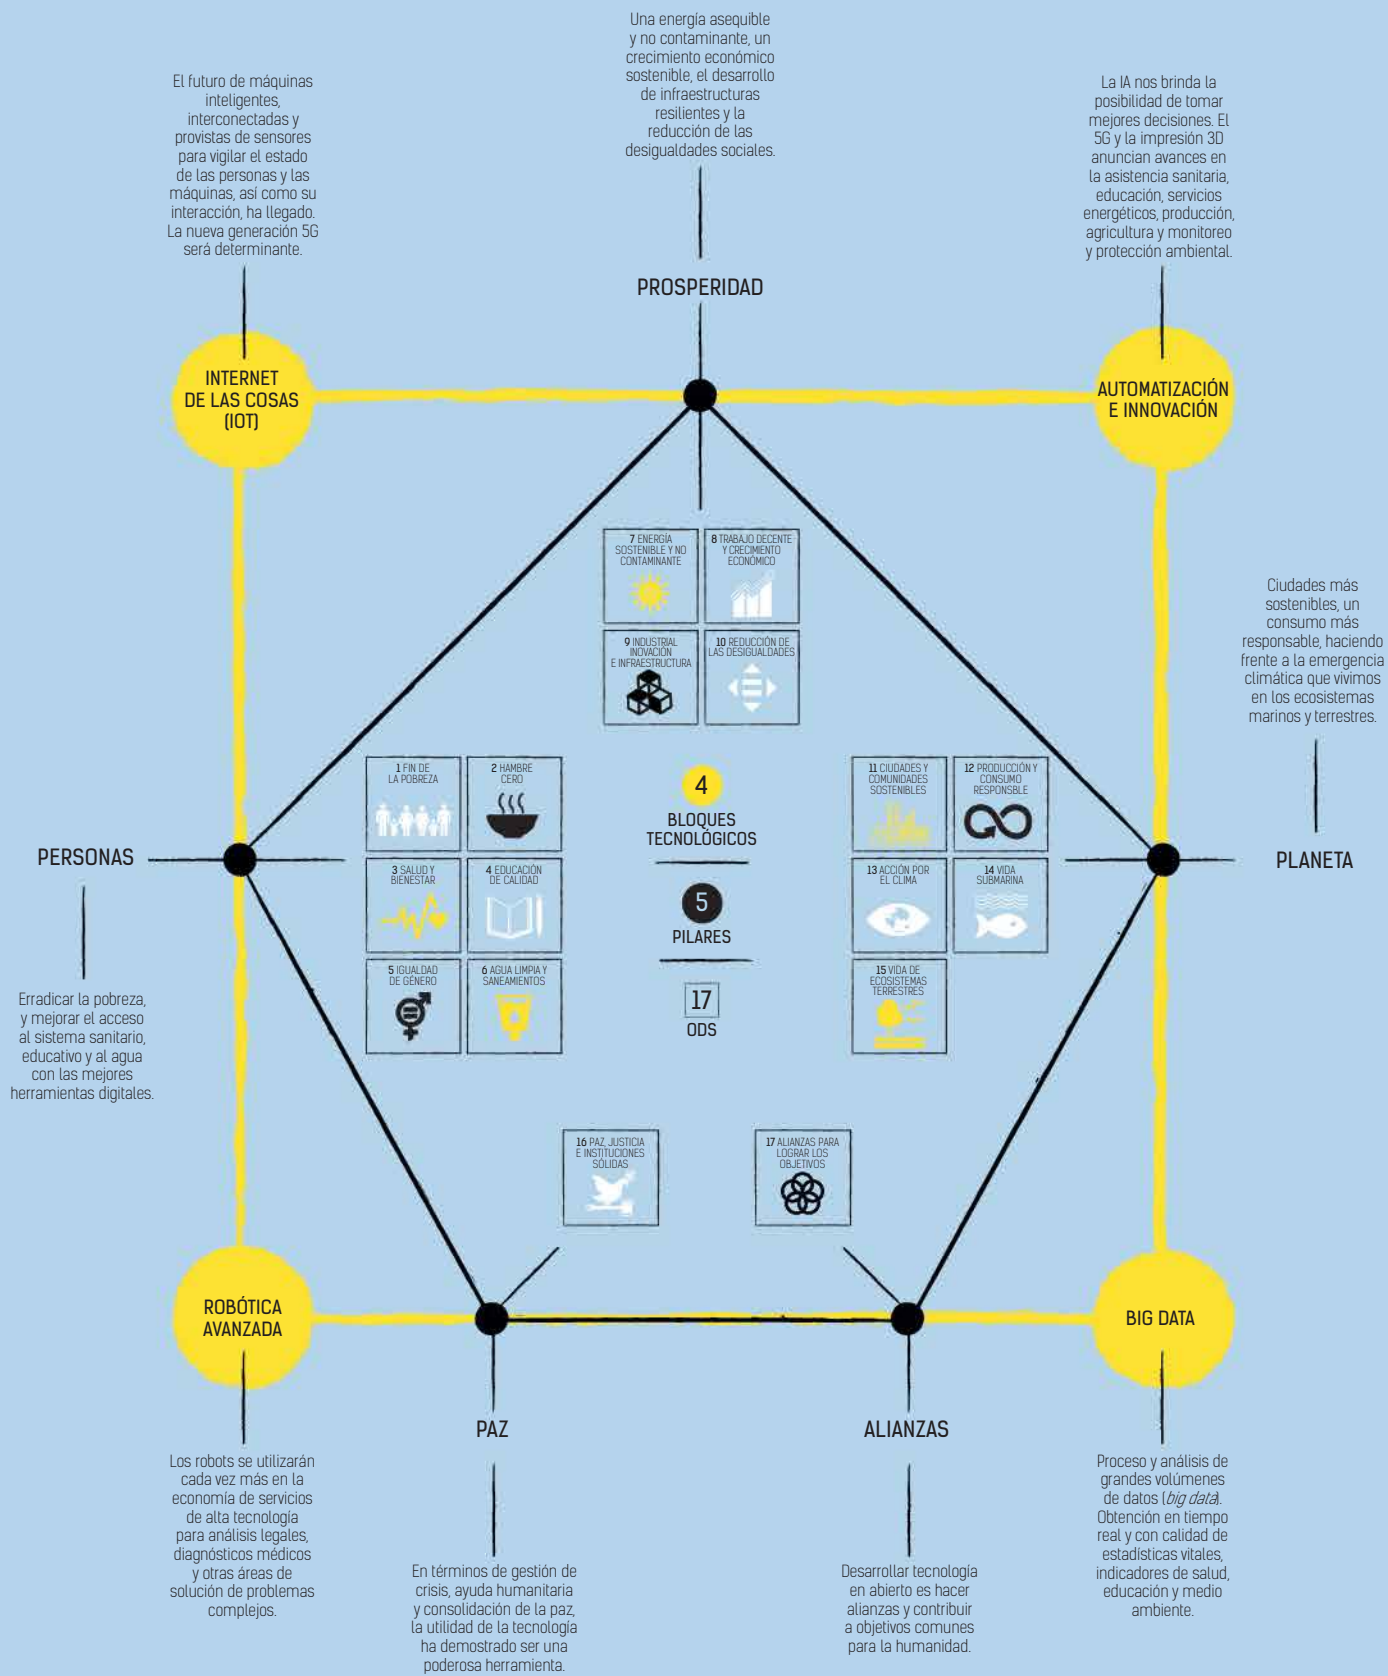 Una energía asequible
y no contaminante, un
crecimiento económico
sostenible, el desarrollo
de infraestructuras
resilientes y la
reducción de las
desigualdades sociales.
El futuro de máquinas
inteligentes,
interconectadas y
provistas de sensores
para vigilar el estado
de las personas y las
máquinas, así como su
interacción, ha llegado.
La nueva generación 5G
será determinante.
La IA nos brinda la
posibilidad de tomar
mejores decisiones. El
5G y la impresión 3D
anuncian avances en
la asistencia sanitaria,
educación, servicios
energéticos, producción,
agricultura y monitoreo
y protección ambiental.
PROSPERIDAD
INTERNET
DE LAS COSAS
(IOT)
AUTOMATIZACIÓN
E INNOVACIÓN
7 ENERGÍA
SOSTENIBLE Y NO
CONTAMINANTE
8 TRABAJO DECENTE
Y CRECIMIENTO
ECONÓMICO
9 INDUSTRIAL
INOVACIÓN
E INFRAESTRUCTURA
10 REDUCCIÓN DE
LAS DESIGUALDADES
Ciudades más
sostenibles, un
consumo más
responsable, haciendo
frente a la emergencia
climática que vivimos
en los ecosistemas
marinos y terrestres.
1 FIN DE
LA POBREZA
2 HAMBRE
CERO
3 SALUD Y
BIENESTAR
4 EDUCACIÓN
DE CALIDAD
5 IGUALDAD
DE GÉNERO
6 AGUA LIMPIA Y
SANEAMIENTOS
4
BLOQUES
TECNOLÓGICOS
5
PILARES
17
ODS
11 CIUDADES Y
COMUNIDADES
SOSTENIBLES
12 PRODUCCIÓN Y
CONSUMO
RESPONSBLE
13 ACCIÓN POR
EL CLIMA
14 VIDA
SUBMARINA
15 VIDA DE
ECOSISTEMAS
TERRESTRES
PERSONAS
PLANETA
Erradicar la pobreza,
y mejorar el acceso
al sistema sanitario,
educativo y al agua
con las mejores
herramientas digitales.
16 PAZ, JUSTICIA
E INSTITUCIONES
SÓLIDAS
17 ALIANZAS PARA
LOGRAR LOS
OBJETIVOS
ROBÓTICA
AVANZADA
BIG DATA
PAZ
ALIANZAS
Los robots se utilizarán
cada vez más en la
economía de servicios
de alta tecnología
para análisis legales,
diagnósticos médicos
y otras áreas de
solución de problemas
complejos.
En términos de gestión de
crisis, ayuda humanitaria
y consolidación de la paz,
la utilidad de la tecnología
ha demostrado ser una
poderosa herramienta.
Desarrollar tecnología
en abierto es hacer
alianzas y contribuir
a objetivos comunes
para la humanidad.
Proceso y análisis de
grandes volúmenes
de datos (big data).
Obtención en tiempo
real y con calidad de
estadísticas vitales,
indicadores de salud,
educación y medio
ambiente.